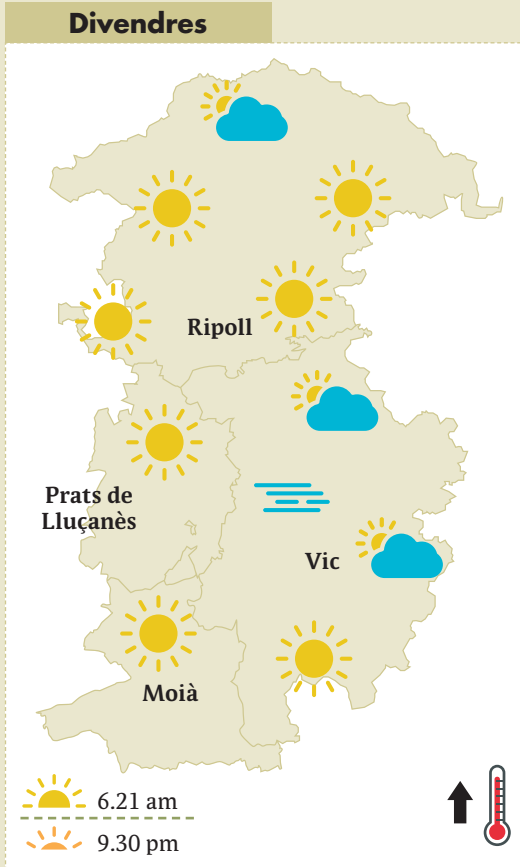 Divendres
Ripoll
Prats de
Lluçanès
Vic
Moià
6.21 am
9.30 pm